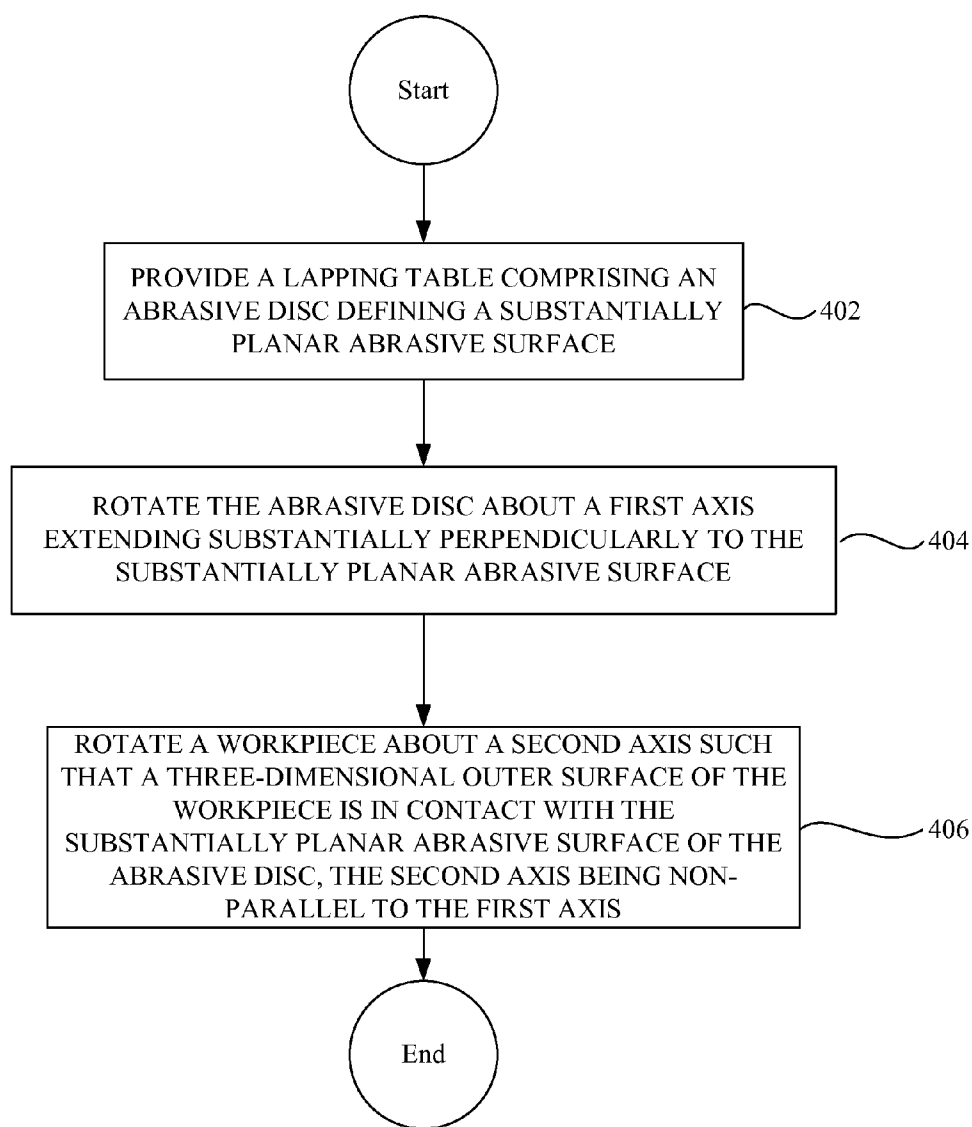 Start
PROVIDE A LAPPING TABLE COMPRISING AN
ABRASIVE DISC DEFINING A SUBSTANTIALLY
PLANAR ABRASIVE SURFACE
402
ROTATE THE ABRASIVE DISC ABOUT A FIRST AXIS
EXTENDING SUBSTANTIALLY PERPENDICULARLY TO THE
SUBSTANTIALLY PLANAR ABRASIVE SURFACE
404
ROTATE A WORKPIECE ABOUT A SECOND AXIS SUCH
THAT A THREE-DIMENSIONAL OUTER SURFACE OF THE
WORKPIECE IS IN CONTACT WITH THE
SUBSTANTIALLY PLANAR ABRASIVE SURFACE OF THE
ABRASIVE DISC, THE SECOND AXIS BEING NON-
PARALLEL TO THE FIRST AXIS
406
End